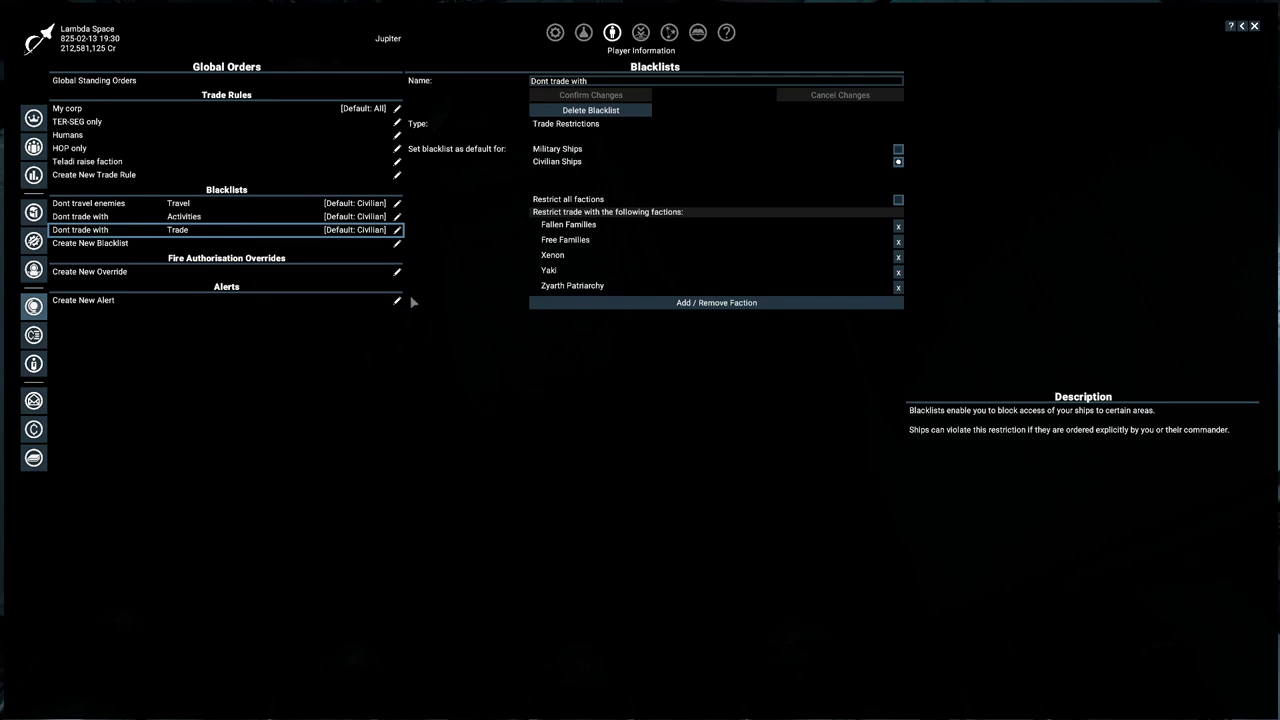 Lambda Space
825-02-13 19:30
212,581,125 Cr
Jupiter
Player Information
Global Orders
Global Standing Orders
Trade Rules
My corp [Default: All]
TER-SEG only
Humans
HOP only
Teladi raise faction
Create New Trade Rule
Blacklists
Dont travel enemies Travel [Default: Civilian]
Dont trade with Activities [Default: Civilian]
Dont trade with Trade [Default: Civilian]
Create New Blacklist
Fire Authorisation Overrides
Create New Override
Alerts
Create New Alert
Blacklists
Name: Dont trade with
Confirm Changes Cancel Changes
Delete Blacklist
Type: Trade Restrictions
Set blacklist as default for: Military Ships
Civilian Ships
Restrict all factions
Restrict trade with the following factions:
Fallen Families x
Free Families x
Xenon x
Yaki x
Zyarth Patriarchy x
Add / Remove Faction
Description
Blacklists enable you to block access of your ships to certain areas.
Ships can violate this restriction if they are ordered explicitly by you or their commander.